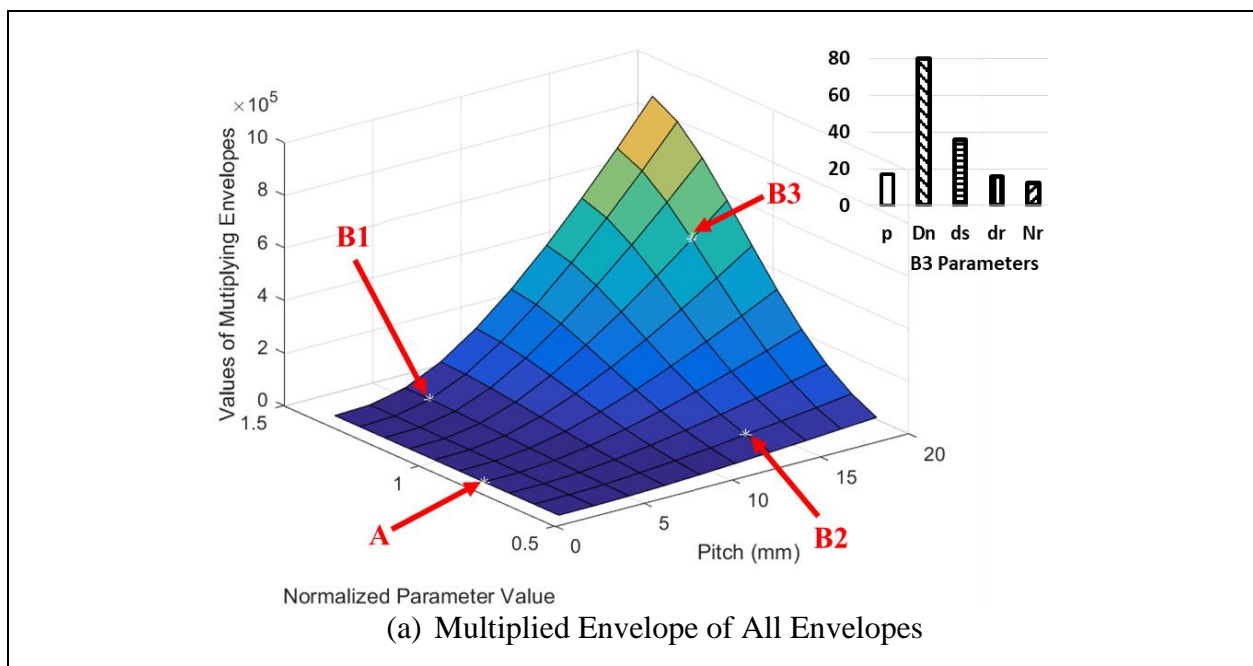 ×10⁵
10
8
6
4
2
0
Values of Mutiplying Envelopes
1.5
1
0.5
Normalized Parameter Value
0
5
10
15
20
Pitch (mm)
B1
A
B2
B3
80
60
40
20
0
p Dn ds dr Nr
B3 Parameters
(a) Multiplied Envelope of All Envelopes